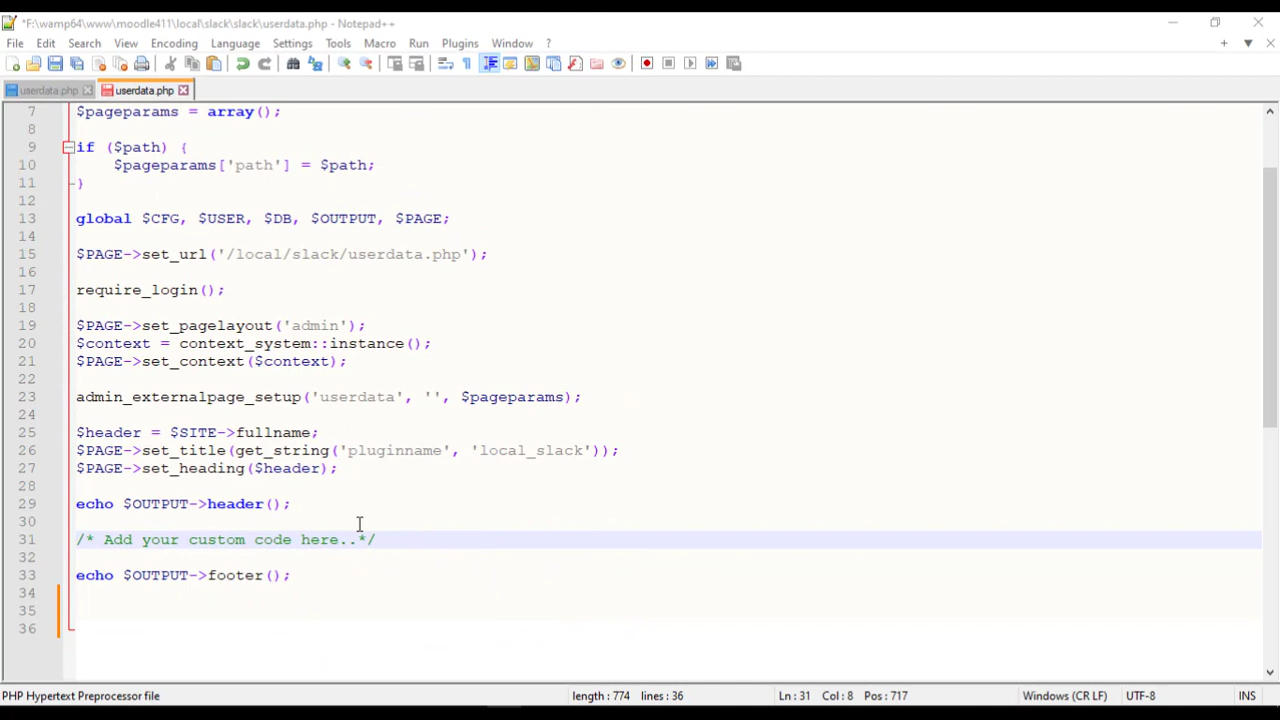 *F:\wamp64\www\moodle411\local\slack\slack\userdata.php - Notepad++
File Edit Search View Encoding Language Settings Tools Macro Run Plugins Window ?
userdata.php userdata.php
7 $pageparams = array();
8
9 if ($path) {
10 $pageparams['path'] = $path;
11 }
12
13 global $CFG, $USER, $DB, $OUTPUT, $PAGE;
14
15 $PAGE->set_url('/local/slack/userdata.php');
16
17 require_login();
18
19 $PAGE->set_pagelayout('admin');
20 $context = context_system::instance();
21 $PAGE->set_context($context);
22
23 admin_externalpage_setup('userdata', '', $pageparams);
24
25 $header = $SITE->fullname;
26 $PAGE->set_title(get_string('pluginname', 'local_slack'));
27 $PAGE->set_heading($header);
28
29 echo $OUTPUT->header();
30
31 /* Add your custom code here..*/
32
33 echo $OUTPUT->footer();
34
35
36
PHP Hypertext Preprocessor file length : 774 lines : 36 Ln : 31 Col : 8 Pos : 717 Windows (CR LF) UTF-8 INS